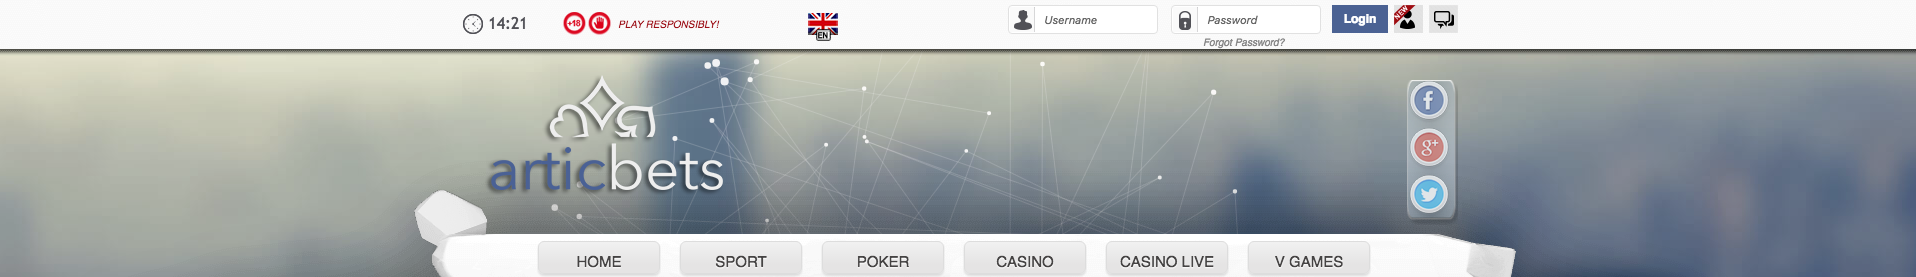 14:21
+18
PLAY RESPONSIBLY!
EN
Username
Password
Login
NEW
Forgot Password?
f
g+
articbets
HOME
SPORT
POKER
CASINO
CASINO LIVE
V GAMES